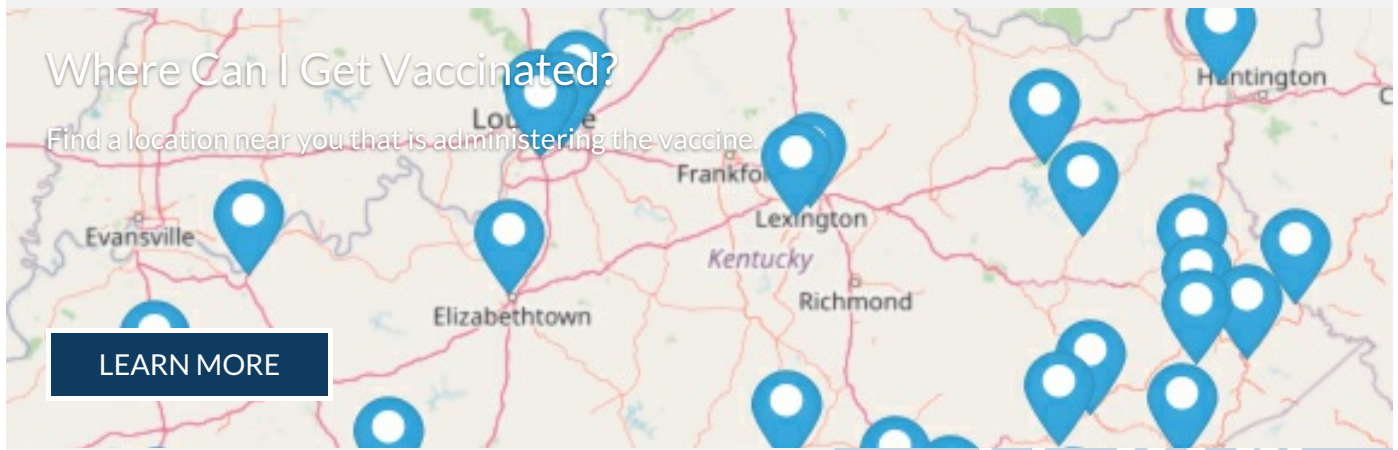 Where Can I Get Vaccinated?
Find a location near you that is administering the vaccine.
Huntington
Lexington
Evansville
Kentucky
Richmond
Elizabethtown
LEARN MORE